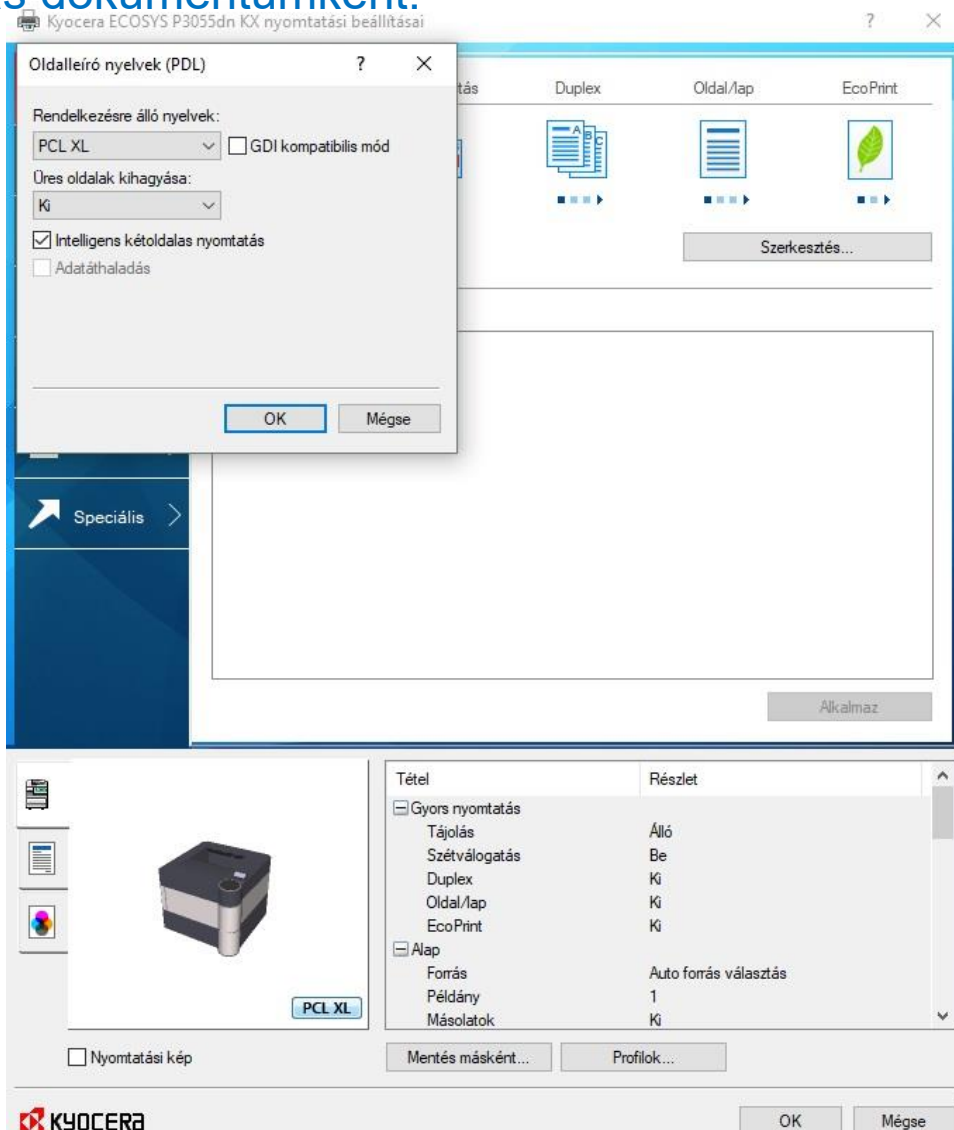 s dokumentumként.
Kyocera ECOSYS P3055dn KX nyomtatási beállításai
Oldalleíró nyelvek (PDL)
Rendelkezésre álló nyelvek:
PCL XL
GDI kompatibilis mód
Üres oldalak kihagyása:
Ki
Intelligens kétoldalas nyomtatás
Adatáthaladás
OK
Mégse
tás
Duplex
Oldal/lap
EcoPrint
Szerkesztés...
Speciális
Alkalmaz
Tétel
Részlet
Gyors nyomtatás
Tájolás Álló
Szétválogatás Be
Duplex Ki
Oldal/lap Ki
EcoPrint Ki
Alap
Forrás Auto forrás választás
Példány 1
Másolatok Ki
PCL XL
Nyomtatási kép
Mentés másként...
Profilok...
KYOCERA
OK
Mégse